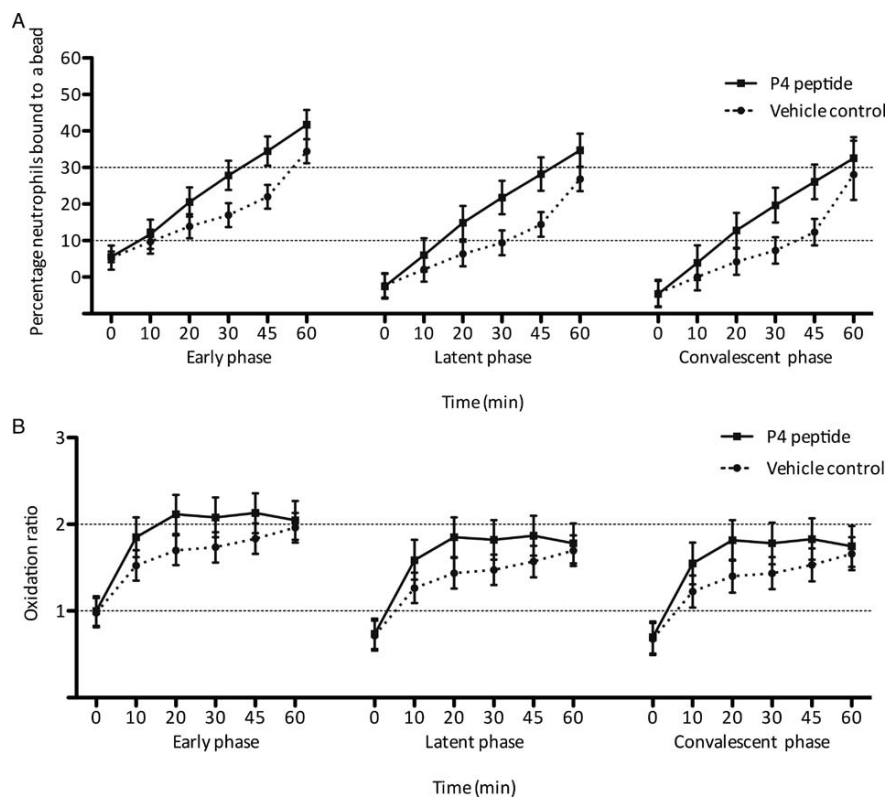 A
Percentage neutrophils bound to a bead
60
50
40
30
20
10
0
P4 peptide
Vehicle control
0 10 20 30 45 60 0 10 20 30 45 60 0 10 20 30 45 60
Early phase Latent phase Convalescent phase
Time (min)
B
Oxidation ratio
3
2
1
P4 peptide
Vehicle control
0 10 20 30 45 60 0 10 20 30 45 60 0 10 20 30 45 60
Early phase Latent phase Convalescent phase
Time (min)